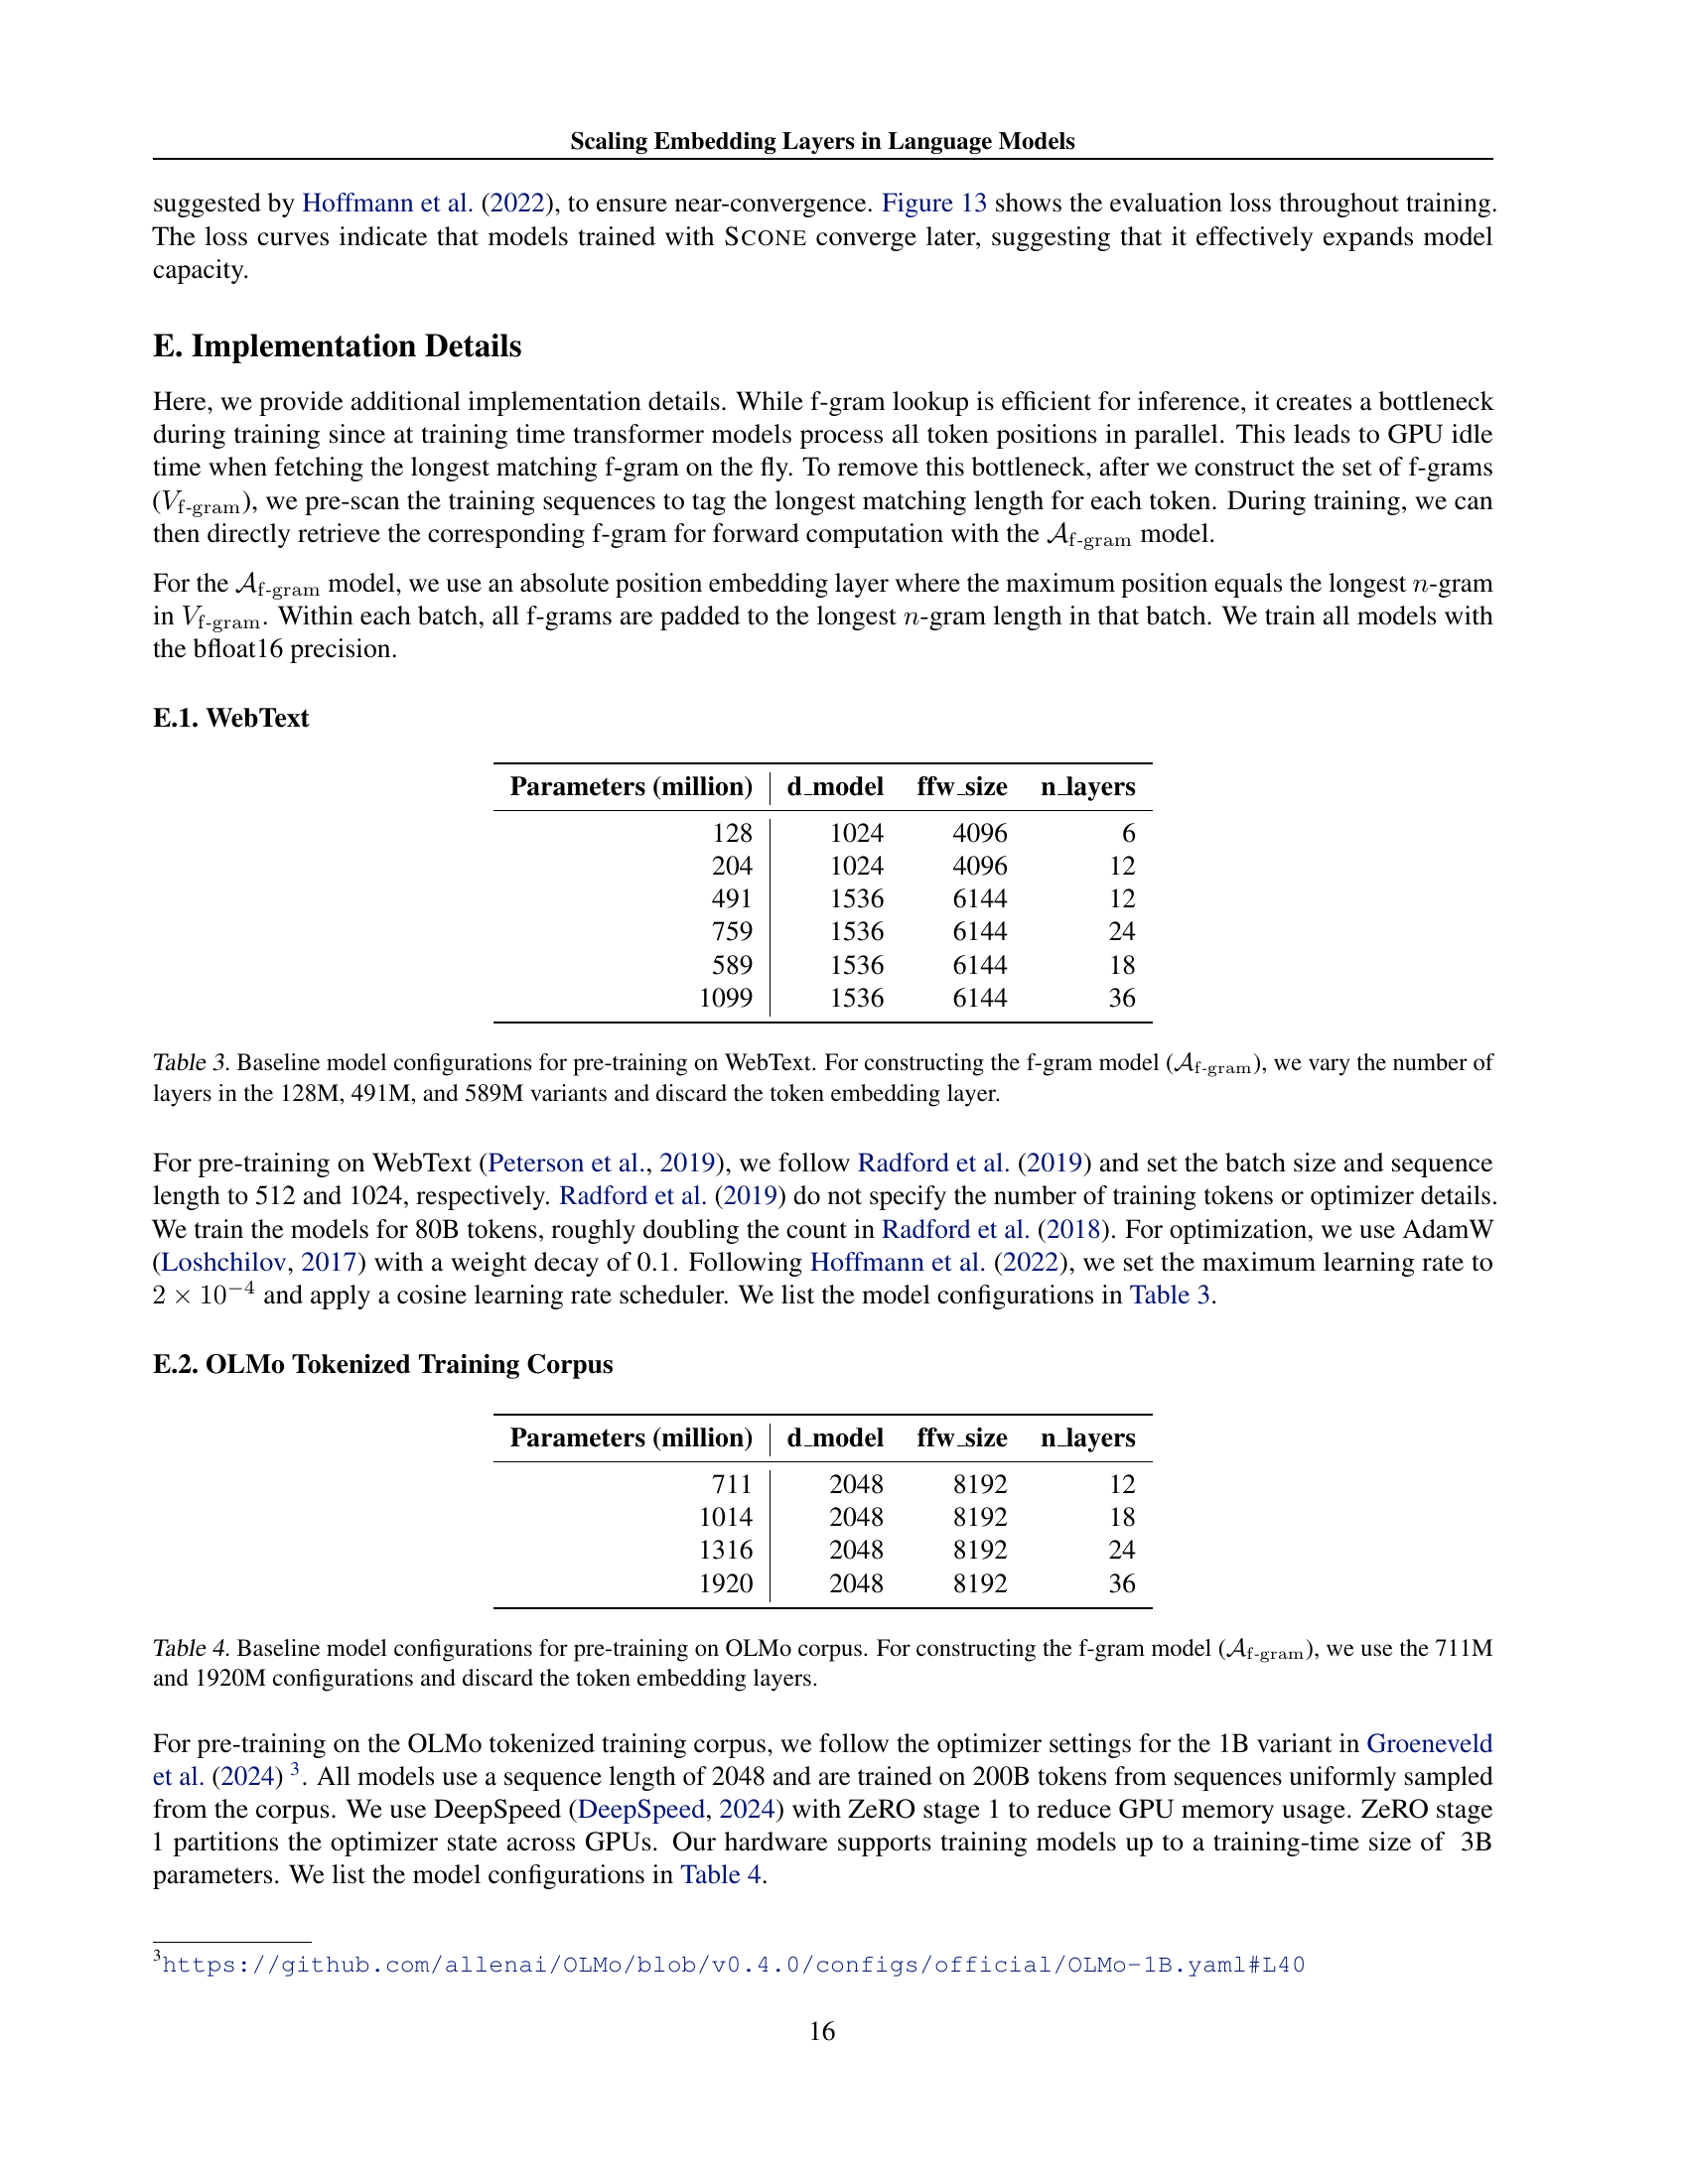 Scaling Embedding Layers in Language Models
suggested by Hoffmann et al. (2022), to ensure near-convergence. Figure 13 shows the evaluation loss throughout training.
The loss curves indicate that models trained with SCONE converge later, suggesting that it effectively expands model
capacity.
E. Implementation Details
Here, we provide additional implementation details. While f-gram lookup is efficient for inference, it creates a bottleneck
during training since at training time transformer models process all token positions in parallel. This leads to GPU idle
time when fetching the longest matching f-gram on the fly. To remove this bottleneck, after we construct the set of f-grams
(V_f-gram), we pre-scan the training sequences to tag the longest matching length for each token. During training, we can
then directly retrieve the corresponding f-gram for forward computation with the 𝒜_f-gram model.
For the 𝒜_f-gram model, we use an absolute position embedding layer where the maximum position equals the longest n-gram
in V_f-gram. Within each batch, all f-grams are padded to the longest n-gram length in that batch. We train all models with
the bfloat16 precision.
E.1. WebText
Parameters (million) d_model ffw_size n_layers
128 1024 4096 6
204 1024 4096 12
491 1536 6144 12
759 1536 6144 24
589 1536 6144 18
1099 1536 6144 36
Table 3. Baseline model configurations for pre-training on WebText. For constructing the f-gram model (𝒜_f-gram), we vary the number of
layers in the 128M, 491M, and 589M variants and discard the token embedding layer.
For pre-training on WebText (Peterson et al., 2019), we follow Radford et al. (2019) and set the batch size and sequence
length to 512 and 1024, respectively. Radford et al. (2019) do not specify the number of training tokens or optimizer details.
We train the models for 80B tokens, roughly doubling the count in Radford et al. (2018). For optimization, we use AdamW
(Loshchilov, 2017) with a weight decay of 0.1. Following Hoffmann et al. (2022), we set the maximum learning rate to
2 × 10⁻⁴ and apply a cosine learning rate scheduler. We list the model configurations in Table 3.
E.2. OLMo Tokenized Training Corpus
Parameters (million) d_model ffw_size n_layers
711 2048 8192 12
1014 2048 8192 18
1316 2048 8192 24
1920 2048 8192 36
Table 4. Baseline model configurations for pre-training on OLMo corpus. For constructing the f-gram model (𝒜_f-gram), we use the 711M
and 1920M configurations and discard the token embedding layers.
For pre-training on the OLMo tokenized training corpus, we follow the optimizer settings for the 1B variant in Groeneveld
et al. (2024) ³. All models use a sequence length of 2048 and are trained on 200B tokens from sequences uniformly sampled
from the corpus. We use DeepSpeed (DeepSpeed, 2024) with ZeRO stage 1 to reduce GPU memory usage. ZeRO stage
1 partitions the optimizer state across GPUs. Our hardware supports training models up to a training-time size of 3B
parameters. We list the model configurations in Table 4.
³https://github.com/allenai/OLMo/blob/v0.4.0/configs/official/OLMo-1B.yaml#L40
16